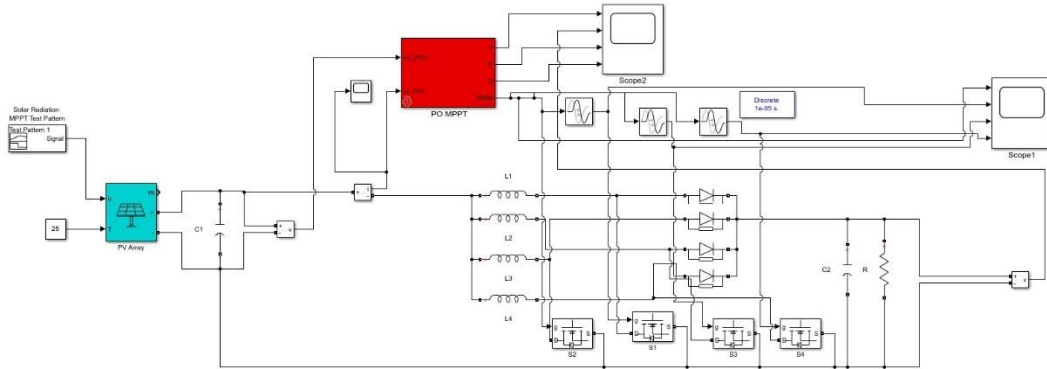 Scope2
Solar Radiation
MPPT Test Pattern
Test Pattern 1
Signal
PO MPPT
Discrete
1e-05 s.
Scope1
L1
L2
L3
L4
25
T
m
+
-
PV Array
C1
+
-
v
+
i
C2
R
+
-
v
g
D
S
S2
g
D
S
S1
g
D
S
S3
g
D
S
S4